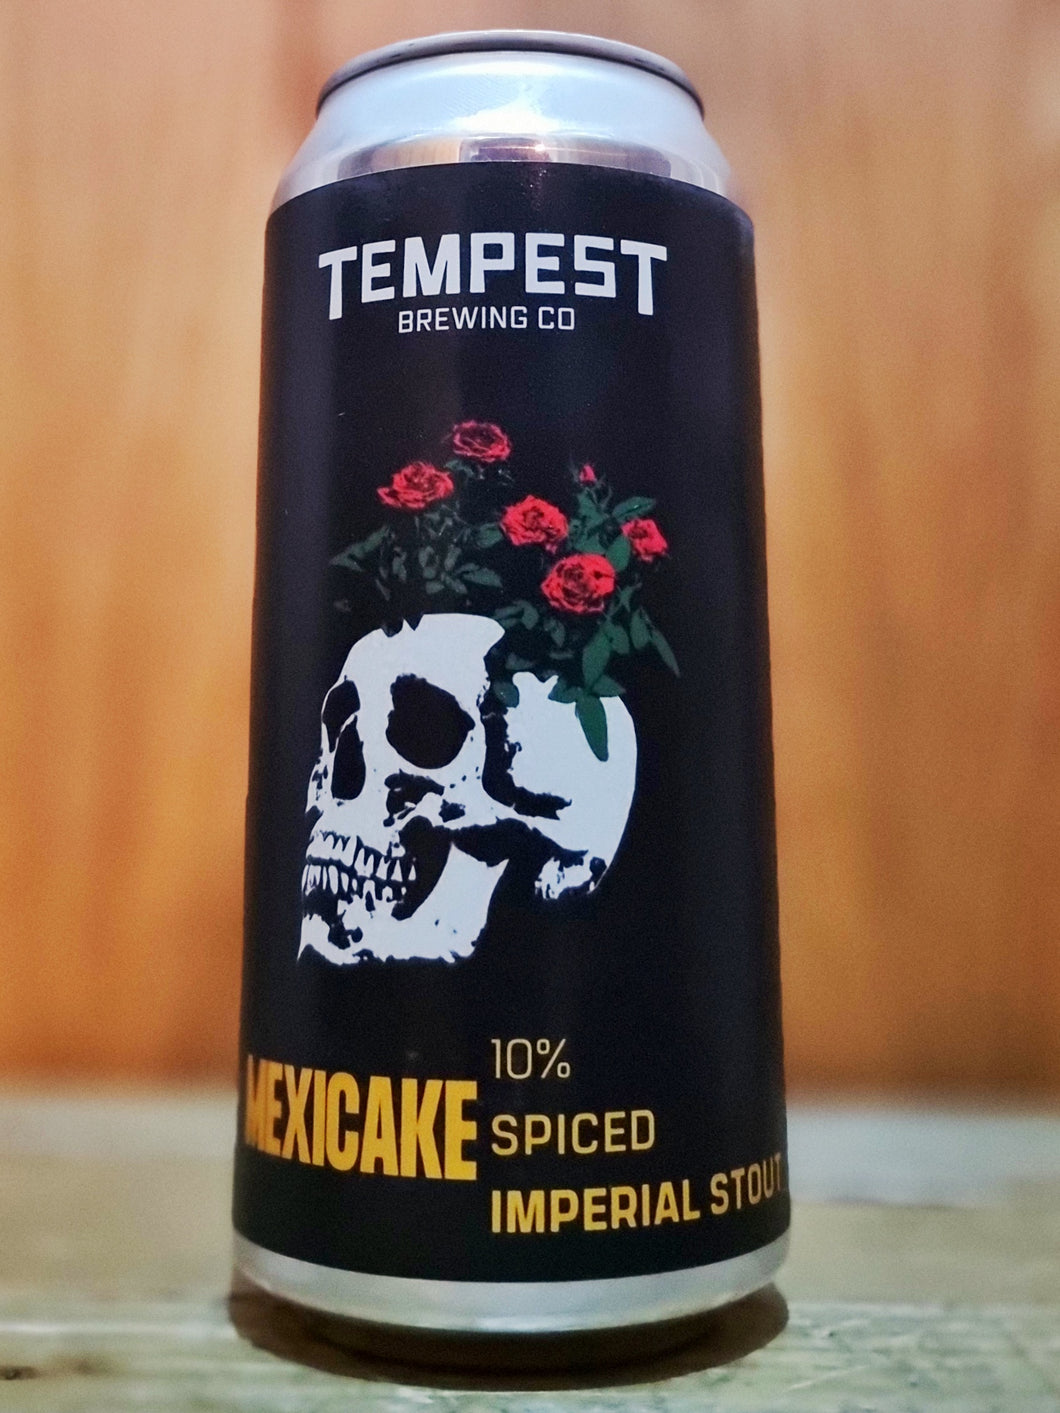 TEMPEST
BREWING CO
MEXICAKE
10%
SPICED
IMPERIAL STOUT